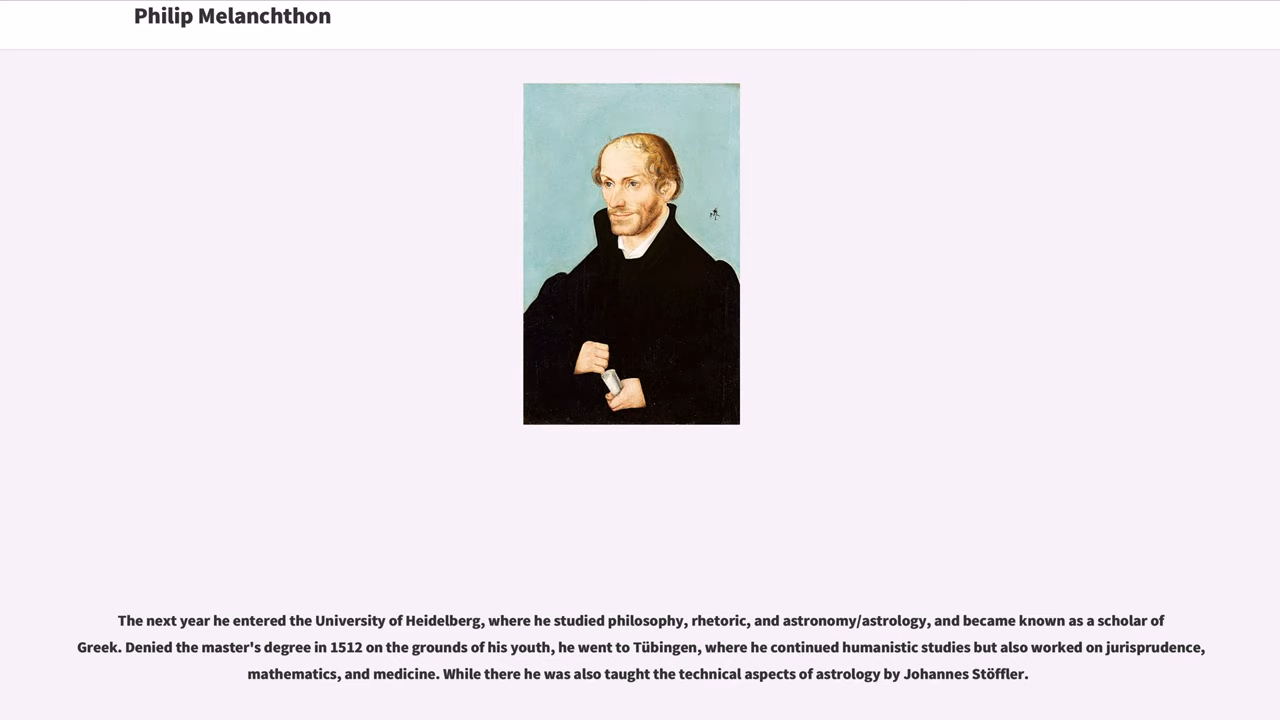 Philip Melanchthon
The next year he entered the University of Heidelberg, where he studied philosophy, rhetoric, and astronomy/astrology, and became known as a scholar of
Greek. Denied the master's degree in 1512 on the grounds of his youth, he went to Tübingen, where he continued humanistic studies but also worked on jurisprudence,
mathematics, and medicine. While there he was also taught the technical aspects of astrology by Johannes Stöffler.